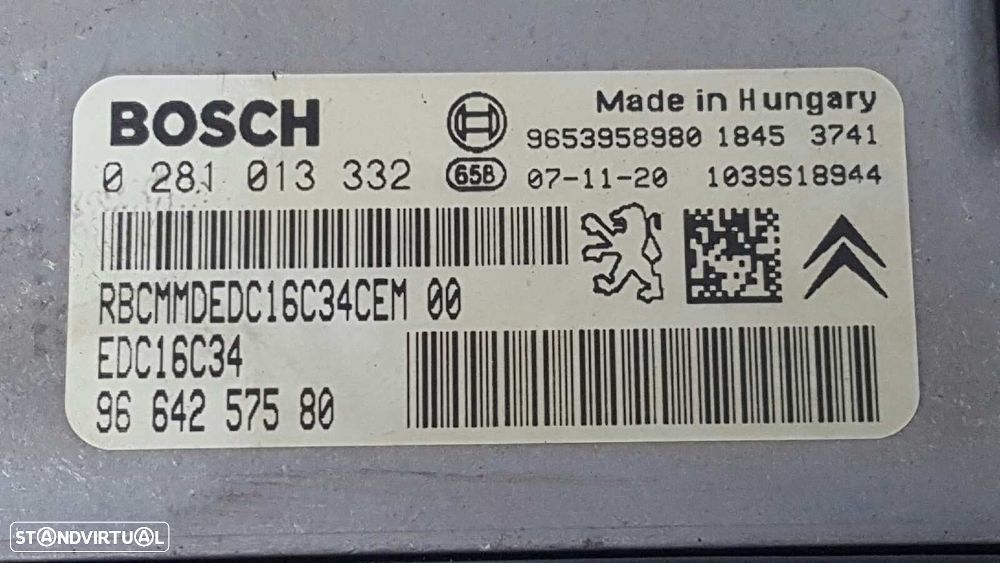 BOSCH
Made in Hungary
9653958980 1845 3741
0 281 013 332
658
07-11-20 1039S18944
RBCMMDEDC16C34CEM 00
EDC16C34
96 642 575 80
STANDVIRTUAL